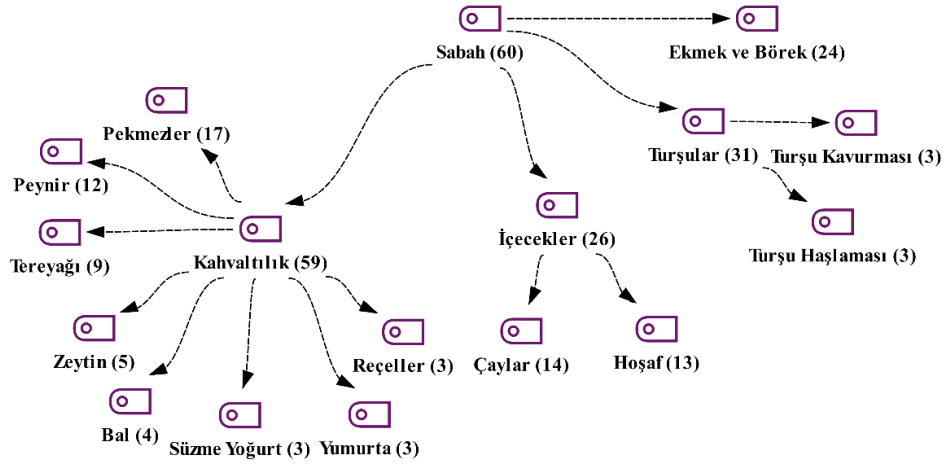 Sabah (60)
Ekmek ve Börek (24)
Pekmezler (17)
Turşular (31)
Turşu Kavurması (3)
Peynir (12)
İçecekler (26)
Turşu Haşlaması (3)
Tereyağı (9)
Kahvaltılık (59)
Zeytin (5)
Reçeller (3)
Çaylar (14)
Hoşaf (13)
Bal (4)
Süzme Yoğurt (3)
Yumurta (3)